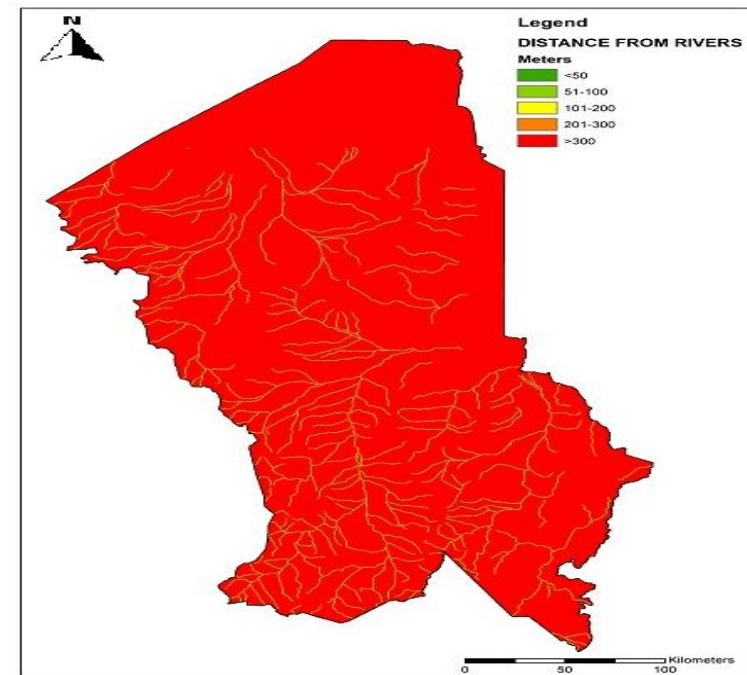 N
Legend
DISTANCE FROM RIVERS
Meters
<50
51-100
101-200
201-300
>300
Kilometers
0 50 100